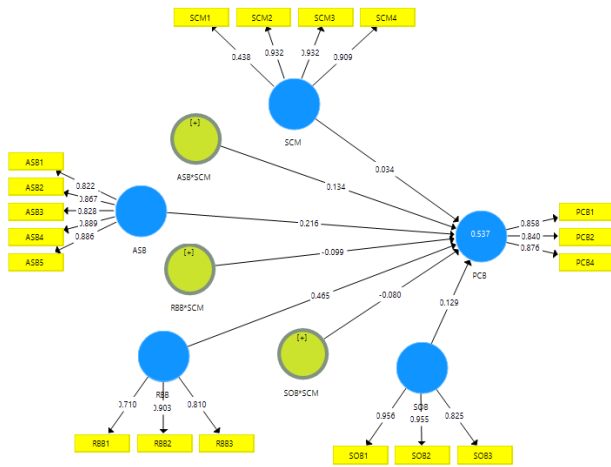 SCM1 SCM2 SCM3 SCM4
0.438 0.932 0.932 0.909
SCM
[+]
ASB*SCM
0.034
0.134
ASB1
ASB2
ASB3
ASB4
ASB5
0.822
0.867
0.828
0.889
0.886
ASB
0.216
[+]
RBB*SCM
-0.099
0.537
PCB
0.858
0.840
0.876
PCB1
PCB2
PCB4
0.465
-0.080
0.129
[+]
SOB*SCM
RBB
0.710 0.903 0.810
RBB1 RBB2 RBB3
SOB
0.956 0.955 0.825
SOB1 SOB2 SOB3